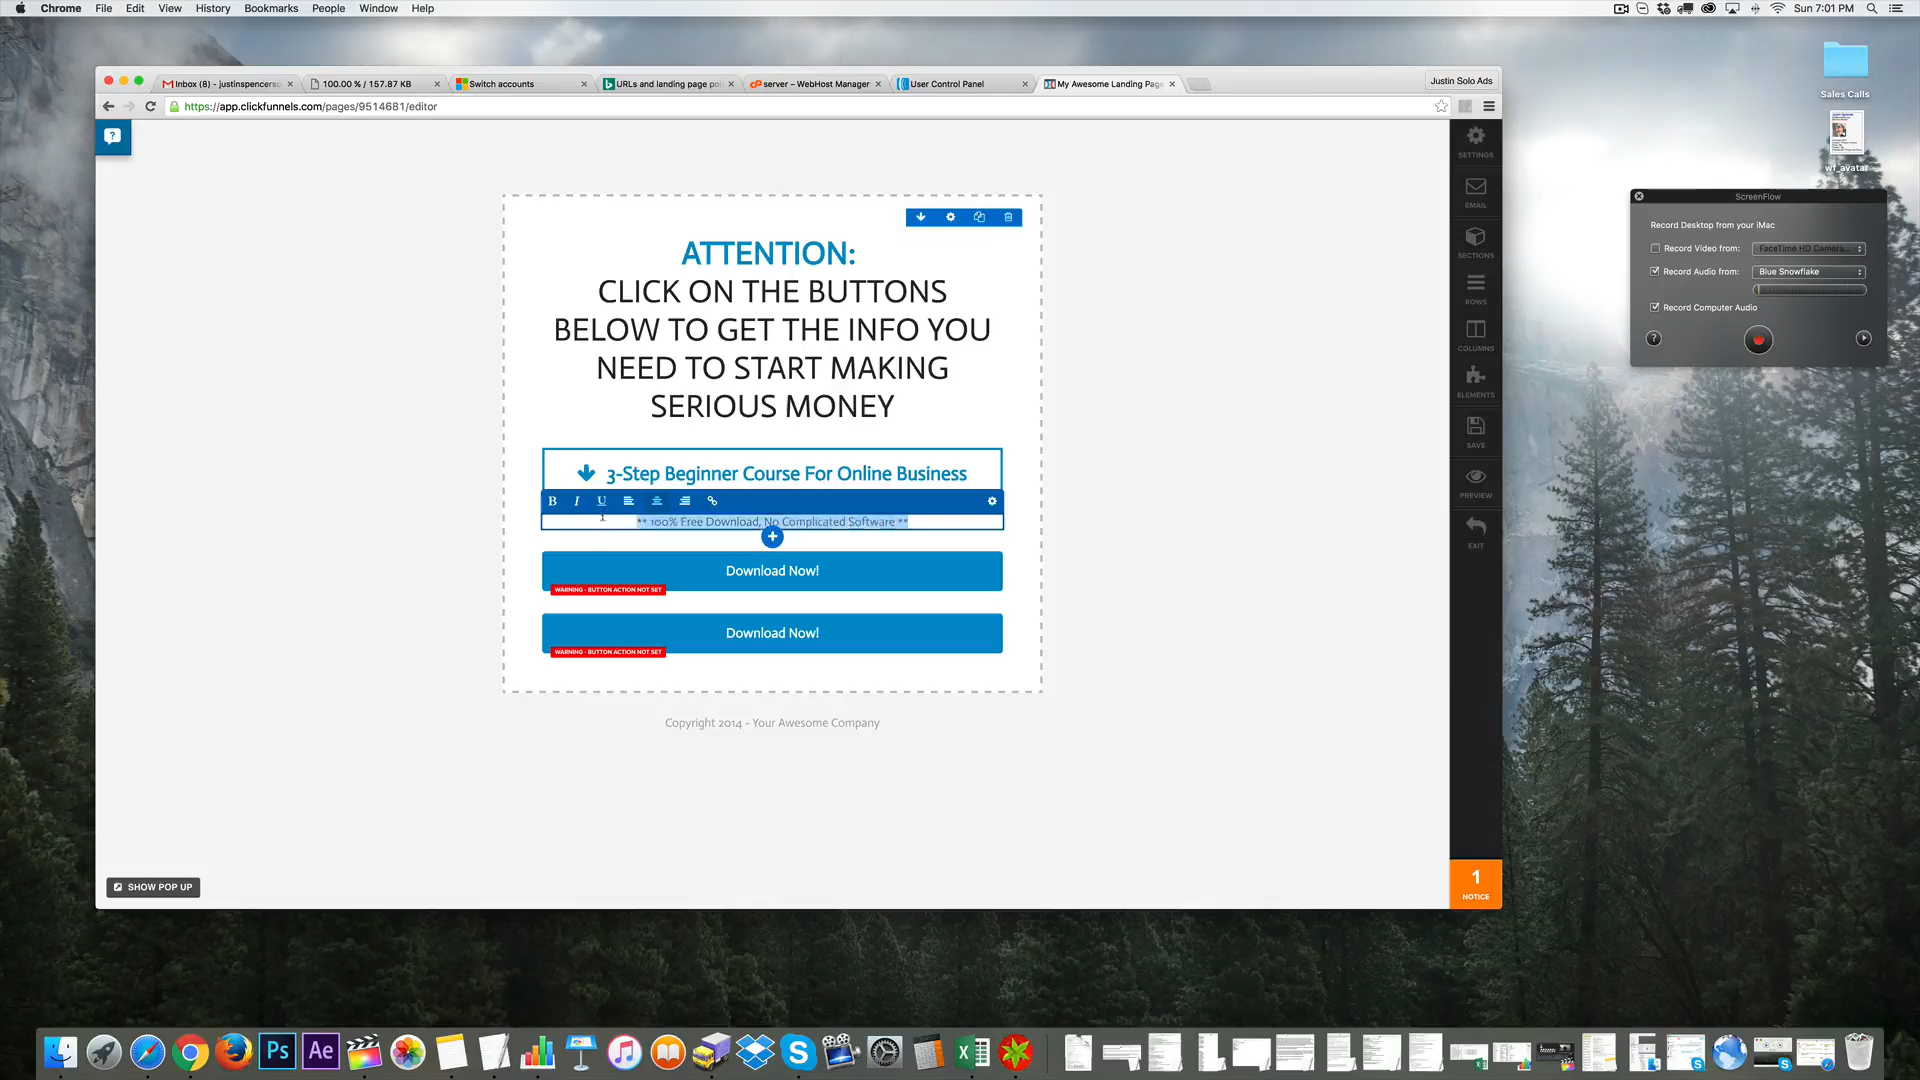 Chrome File Edit View History Bookmarks People Window Help
Sun 7:01 PM
Inbox (8) - justinspencerso
100.00 % / 157.87 KB
Switch accounts
URLs and landing page poli
server – WebHost Manager
User Control Panel
My Awesome Landing Page
Justin Solo Ads
https://app.clickfunnels.com/pages/9514681/editor
Sales Calls
wf_avatar
ScreenFlow
Record Desktop from your iMac
Record Video from: FaceTime HD Camera...
Record Audio from: Blue Snowflake
Record Computer Audio
SETTINGS
EMAIL
SECTIONS
ROWS
COLUMNS
ELEMENTS
SAVE
PREVIEW
EXIT
ATTENTION:
CLICK ON THE BUTTONS
BELOW TO GET THE INFO YOU
NEED TO START MAKING
SERIOUS MONEY
3-Step Beginner Course For Online Business
B I U
** 100% Free Download, No Complicated Software **
Download Now!
WARNING - BUTTON ACTION NOT SET
Download Now!
WARNING - BUTTON ACTION NOT SET
Copyright 2014 - Your Awesome Company
SHOW POP UP
1
NOTICE
Ps
Ae